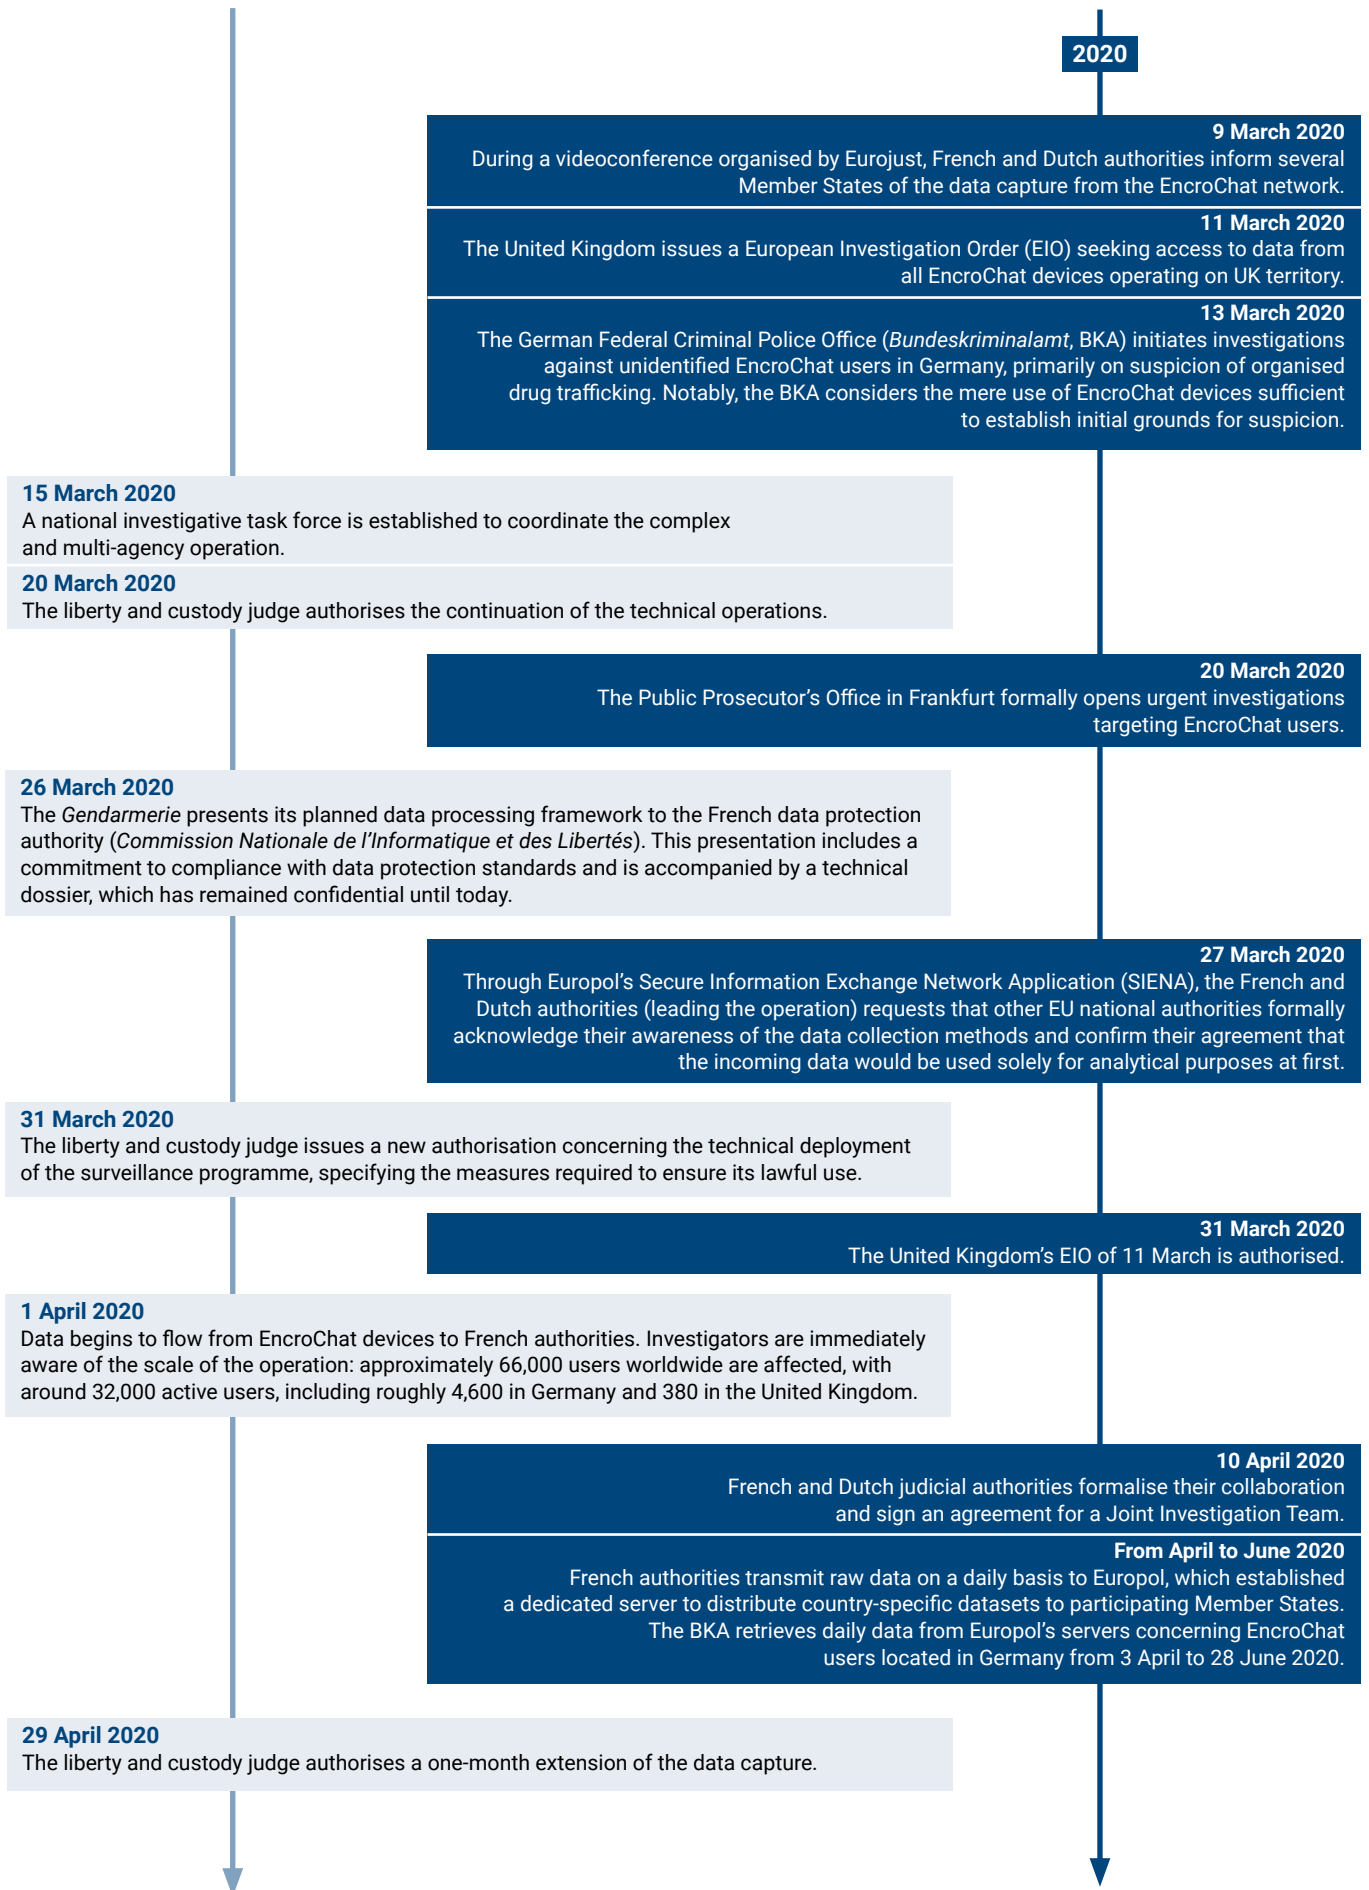 2020
9 March 2020
During a videoconference organised by Eurojust, French and Dutch authorities inform several
Member States of the data capture from the EncroChat network.
11 March 2020
The United Kingdom issues a European Investigation Order (EIO) seeking access to data from
all EncroChat devices operating on UK territory.
13 March 2020
The German Federal Criminal Police Office (Bundeskriminalamt, BKA) initiates investigations
against unidentified EncroChat users in Germany, primarily on suspicion of organised
drug trafficking. Notably, the BKA considers the mere use of EncroChat devices sufficient
to establish initial grounds for suspicion.
15 March 2020
A national investigative task force is established to coordinate the complex
and multi-agency operation.
20 March 2020
The liberty and custody judge authorises the continuation of the technical operations.
20 March 2020
The Public Prosecutor’s Office in Frankfurt formally opens urgent investigations
targeting EncroChat users.
26 March 2020
The Gendarmerie presents its planned data processing framework to the French data protection
authority (Commission Nationale de l’Informatique et des Libertés). This presentation includes a
commitment to compliance with data protection standards and is accompanied by a technical
dossier, which has remained confidential until today.
27 March 2020
Through Europol’s Secure Information Exchange Network Application (SIENA), the French and
Dutch authorities (leading the operation) requests that other EU national authorities formally
acknowledge their awareness of the data collection methods and confirm their agreement that
the incoming data would be used solely for analytical purposes at first.
31 March 2020
The liberty and custody judge issues a new authorisation concerning the technical deployment
of the surveillance programme, specifying the measures required to ensure its lawful use.
31 March 2020
The United Kingdom’s EIO of 11 March is authorised.
1 April 2020
Data begins to flow from EncroChat devices to French authorities. Investigators are immediately
aware of the scale of the operation: approximately 66,000 users worldwide are affected, with
around 32,000 active users, including roughly 4,600 in Germany and 380 in the United Kingdom.
10 April 2020
French and Dutch judicial authorities formalise their collaboration
and sign an agreement for a Joint Investigation Team.
From April to June 2020
French authorities transmit raw data on a daily basis to Europol, which established
a dedicated server to distribute country-specific datasets to participating Member States.
The BKA retrieves daily data from Europol’s servers concerning EncroChat
users located in Germany from 3 April to 28 June 2020.
29 April 2020
The liberty and custody judge authorises a one-month extension of the data capture.